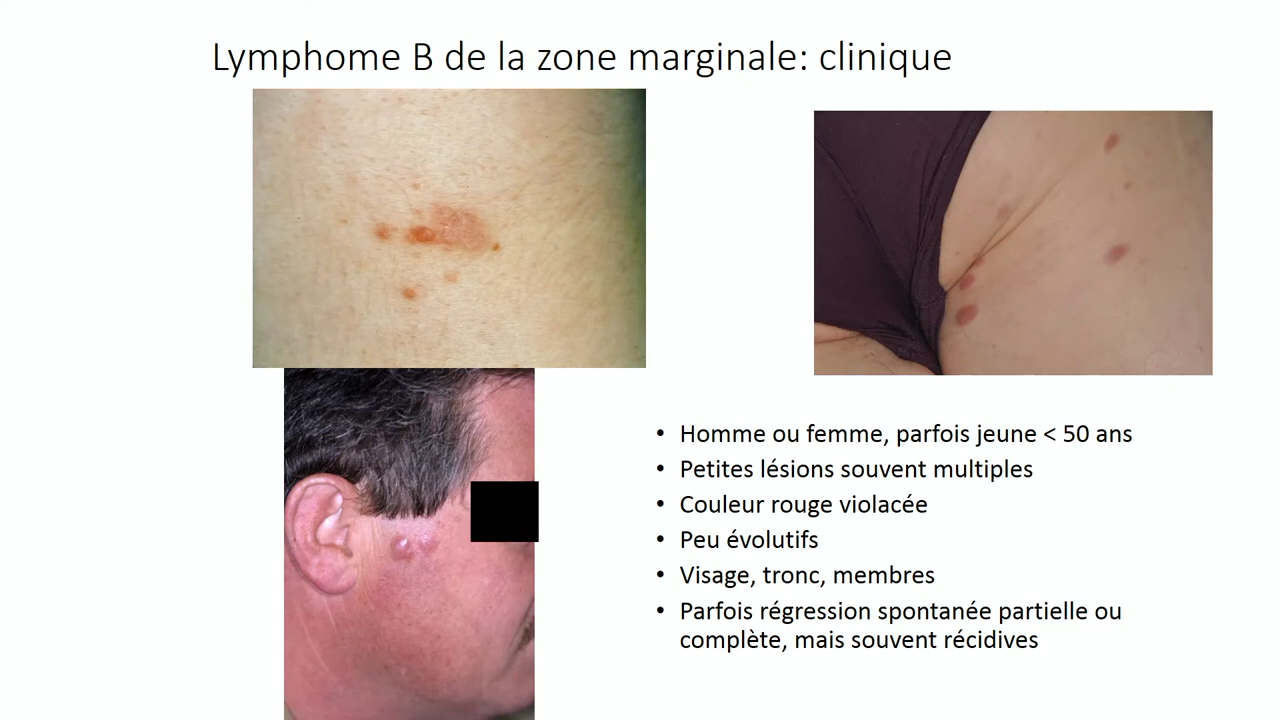 Lymphome B de la zone marginale: clinique
• Homme ou femme, parfois jeune < 50 ans
• Petites lésions souvent multiples
• Couleur rouge violacée
• Peu évolutifs
• Visage, tronc, membres
• Parfois régression spontanée partielle ou
complète, mais souvent récidives